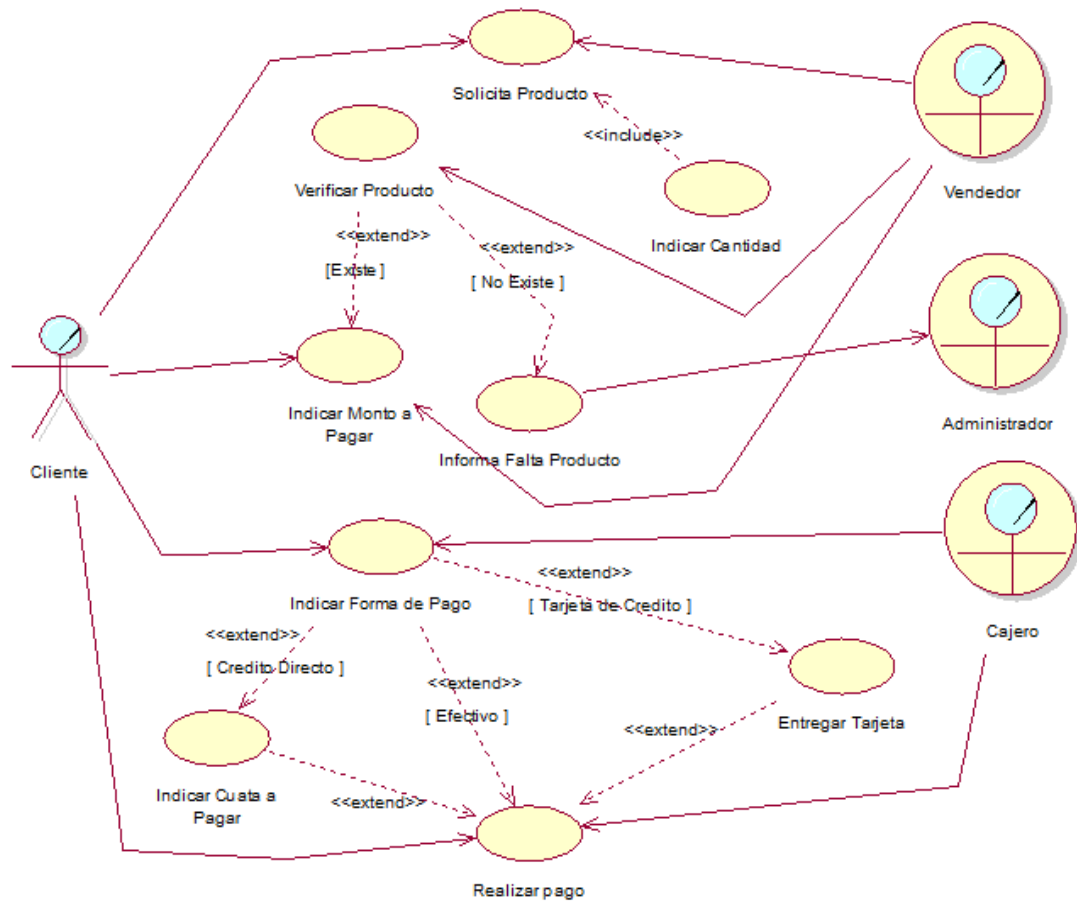 Solicita Producto
<<include>>
Verificar Producto
Vendedor
<<extend>>
<<extend>>
Indicar Cantidad
[Existe ]
[ No Existe ]
Indicar Monto a
Pagar
Administrador
Informa Falta Producto
Cliente
<<extend>>
Indicar Forma de Pago
[ Tarjeta de Credito ]
Cajero
<<extend>>
[ Credito Directo ]
<<extend>>
[ Efectivo ]
Entregar Tarjeta
<<extend>>
Indicar Cuata a
Pagar
<<extend>>
Realizar pago